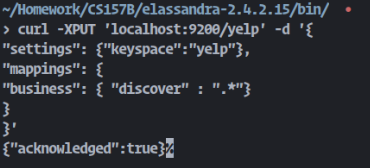 ~/Homework/CS157B/elassandra-2.4.2.15/bin/
› curl -XPUT 'localhost:9200/yelp' -d '{
"settings": {"keyspace":"yelp"},
"mappings": {
"business": { "discover" : ".*"}
}
}'
{"acknowledged":true}%